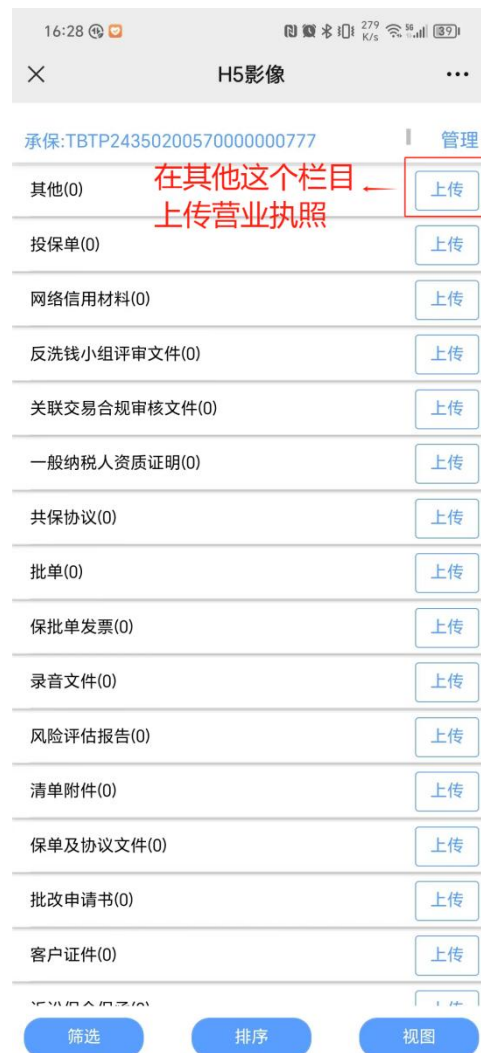 16:28
279 K/s 56 39
H5影像
承保:TBTP24350200570000000777 管理
其他(0) 上传
在其他这个栏目
上传营业执照
投保单(0) 上传
网络信用材料(0) 上传
反洗钱小组评审文件(0) 上传
关联交易合规审核文件(0) 上传
一般纳税人资质证明(0) 上传
共保协议(0) 上传
批单(0) 上传
保批单发票(0) 上传
录音文件(0) 上传
风险评估报告(0) 上传
清单附件(0) 上传
保单及协议文件(0) 上传
批改申请书(0) 上传
客户证件(0) 上传
筛选 排序 视图